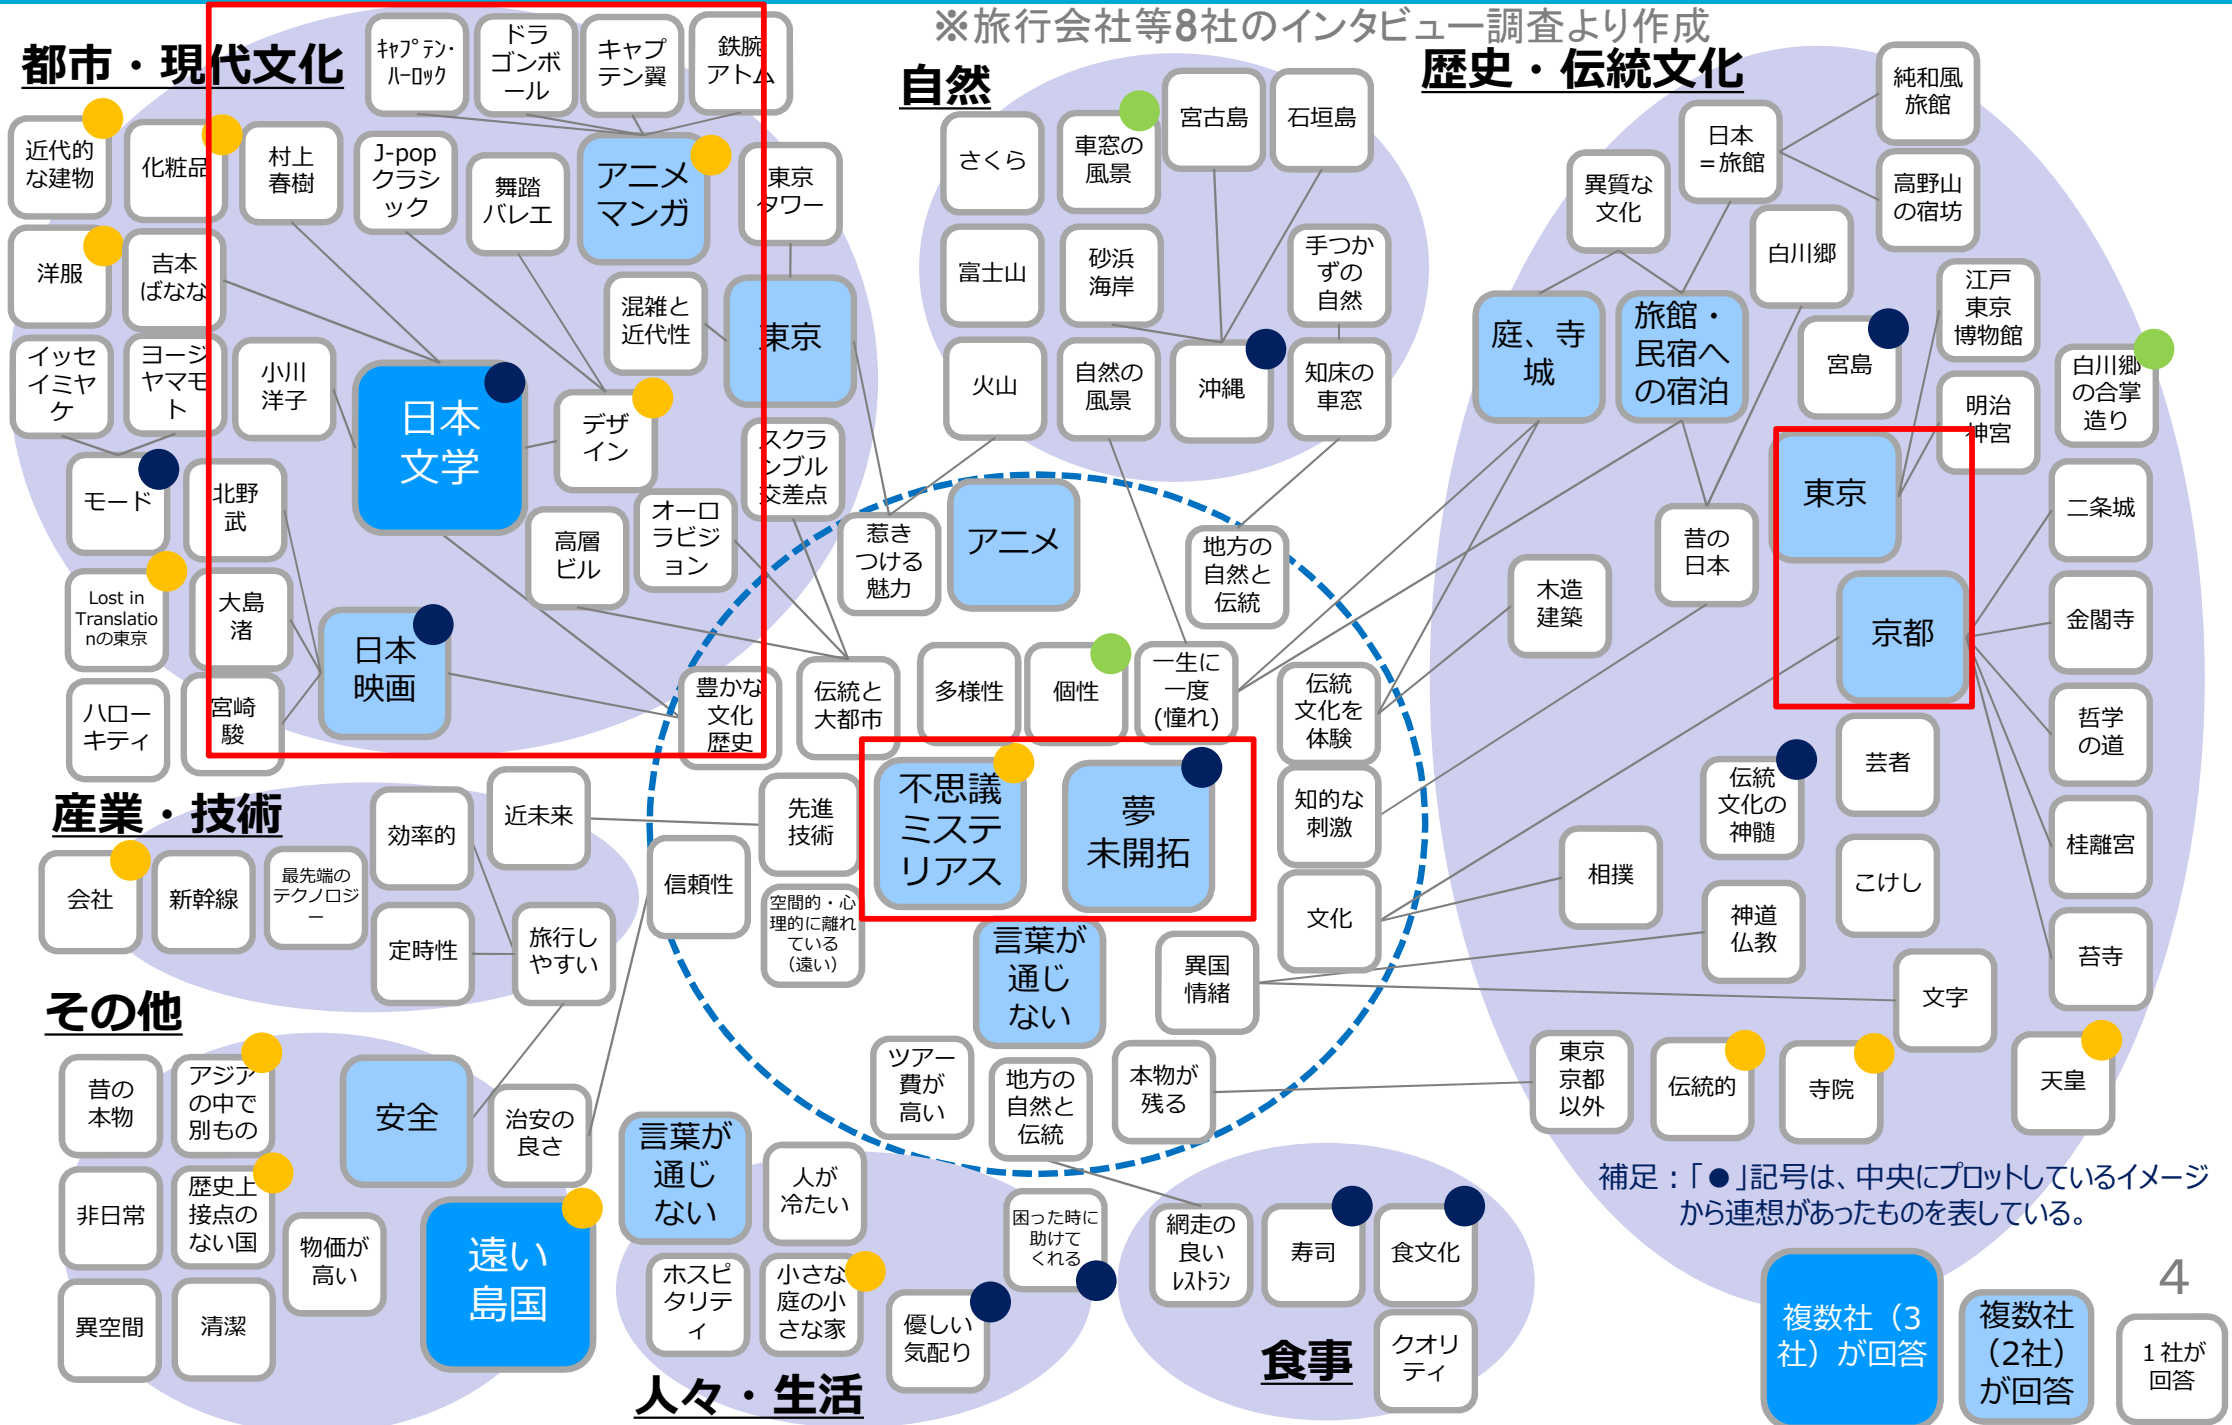 ※旅行会社等8社のインタビュー調査より作成
都市・現代文化
ｷｬﾌﾟﾃﾝ・
ﾊｰﾛｯｸ
ドラ
ゴンボ
ール
キャプ
テン翼
鉄腕
アトム
近代的
な建物
化粧品
村上
春樹
J-pop
クラシ
ック
舞踏
バレエ
アニメ
マンガ
東京
タワー
洋服
吉本
ばなな
混雑と
近代性
東京
イッセ
イミヤ
ケ
ヨージ
ヤマモ
ト
小川
洋子
日本
文学
デザ
イン
スクラ
ンブル
交差点
モード
北野
武
高層
ビル
オーロ
ラビジ
ョン
Lost in
Translatio
nの東京
大島
渚
日本
映画
ハロー
キティ
宮崎
駿
自然
さくら
車窓の
風景
宮古島
石垣島
富士山
砂浜
海岸
手つか
ずの
自然
火山
自然の
風景
沖縄
知床の
車窓
歴史・伝統文化
純和風
旅館
日本
=旅館
異質な
文化
高野山
の宿坊
白川郷
庭、寺
城
旅館・
民宿へ
の宿泊
江戸
東京
博物館
宮島
白川郷
の合掌
造り
明治
神宮
東京
昔の
日本
二条城
木造
建築
京都
金閣寺
哲学
の道
芸者
伝統
文化の
神髄
桂離宮
相撲
こけし
神道
仏教
苔寺
文字
東京
京都
以外
伝統的
寺院
天皇
惹き
つける
魅力
アニメ
地方の
自然と
伝統
豊かな
文化
歴史
伝統と
大都市
多様性
個性
一生に
一度
(憧れ)
伝統
文化を
体験
不思議
ミステ
リアス
夢
未開拓
先進
技術
知的な
刺激
信頼性
空間的・心
理的に離れ
ている
（遠い）
文化
言葉が
通じ
ない
異国
情緒
ツアー
費が
高い
地方の
自然と
伝統
本物が
残る
産業・技術
効率的
近未来
会社
新幹線
最先端の
テクノロジ
ー
定時性
旅行し
やすい
その他
昔の
本物
アジア
の中で
別もの
安全
治安の
良さ
非日常
歴史上
接点の
ない国
物価が
高い
遠い
島国
異空間
清潔
言葉が
通じ
ない
人が
冷たい
困った時に
助けて
くれる
ホスピ
タリテ
ィ
小さな
庭の小
さな家
優しい
気配り
人々・生活
網走の
良い
ﾚｽﾄﾗﾝ
寿司
食文化
クオリ
ティ
食事
補足：「●」記号は、中央にプロットしているイメージ
から連想があったものを表している。
複数社（3
社）が回答
複数社
（2社）
が回答
１社が
回答
4